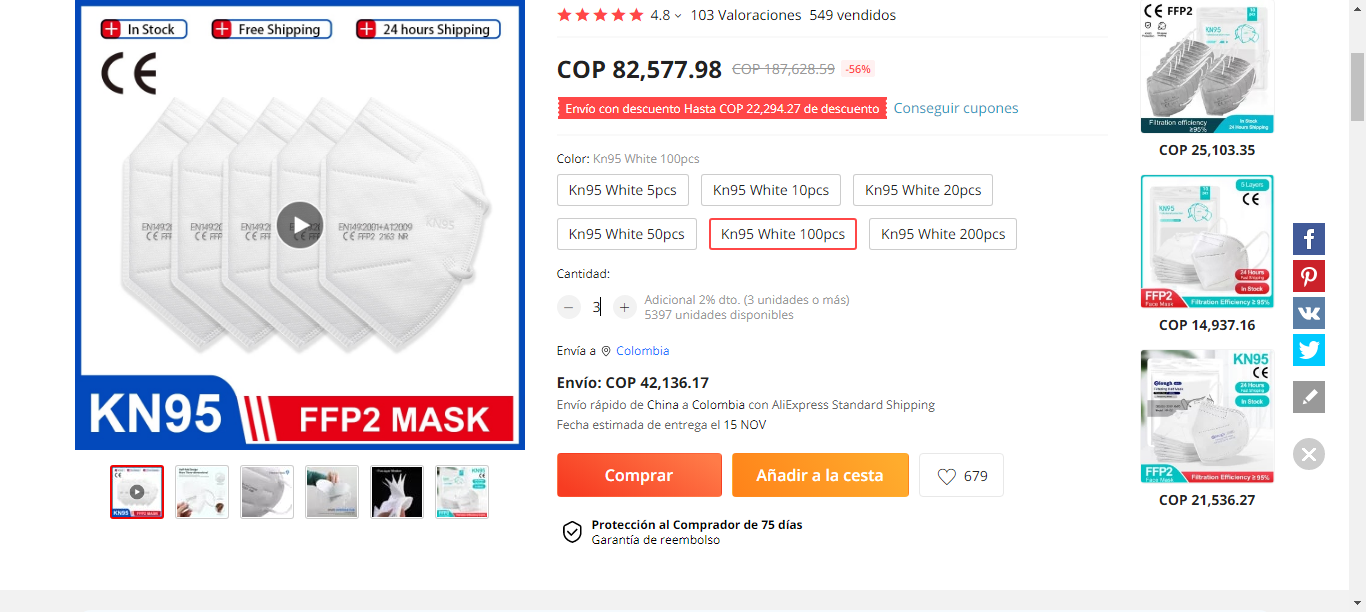 In Stock
Free Shipping
24 hours Shipping
CE
EN149:2001+A1:2009
CE FFP2 2163 NR
KN95
KN95
FFP2 MASK
4.8
103 Valoraciones
549 vendidos
COP 82,577.98
COP 187,628.59
-56%
Envío con descuento Hasta COP 22,294.27 de descuento
Conseguir cupones
Color: Kn95 White 100pcs
Kn95 White 5pcs
Kn95 White 10pcs
Kn95 White 20pcs
Kn95 White 50pcs
Kn95 White 100pcs
Kn95 White 200pcs
Cantidad:
− 3 +
Adicional 2% dto. (3 unidades o más)
5397 unidades disponibles
Envía a Colombia
Envío: COP 42,136.17
Envío rápido de China a Colombia con AliExpress Standard Shipping
Fecha estimada de entrega el 15 NOV
Comprar
Añadir a la cesta
679
Protección al Comprador de 75 días
Garantía de reembolso
CE FFP2
KN95
Filtration efficiency
≥95%
In Stock
24 Hours Shipping
COP 25,103.35
5 Layers
CE
KN95
24 Hours
In Stock
FFP2
Face Mask
Filtration Efficiency ≥95%
COP 14,937.16
KN95
CE
24 Hours
In Stock
FFP2
Face Mask
Filtration Efficiency ≥95%
COP 21,536.27